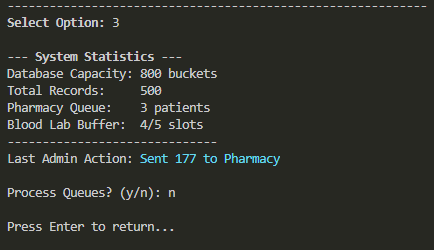 ------------------------------------------------------------
Select Option: 3
--- System Statistics ---
Database Capacity: 800 buckets
Total Records:     500
Pharmacy Queue:    3 patients
Blood Lab Buffer:  4/5 slots
------------------------------
Last Admin Action: Sent 177 to Pharmacy
Process Queues? (y/n): n
Press Enter to return...